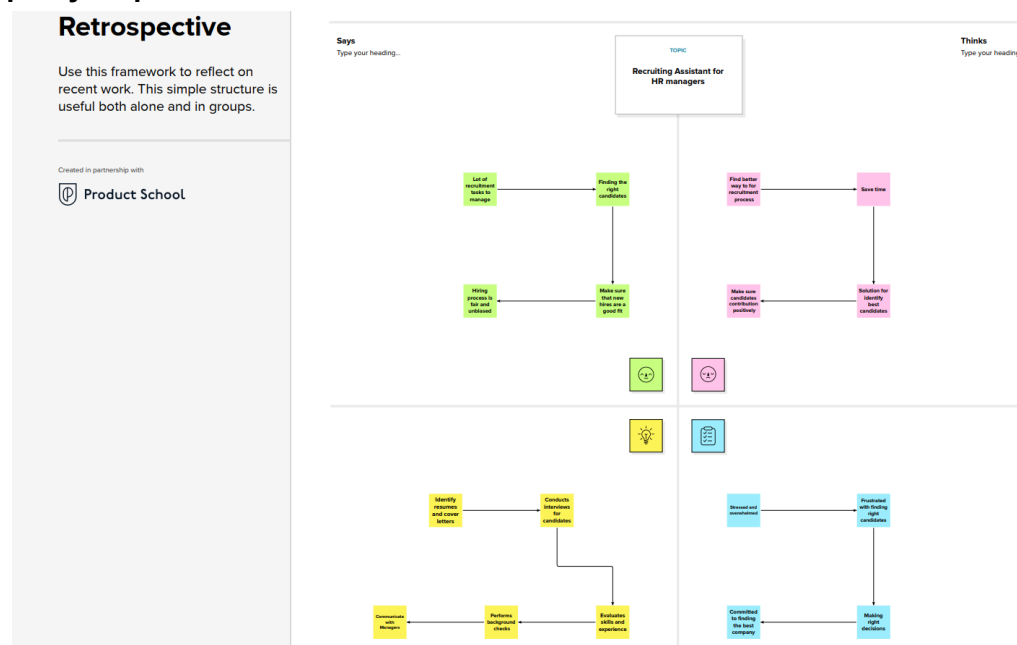 Retrospective
Use this framework to reflect on
recent work. This simple structure is
useful both alone and in groups.
Created in partnership with
Product School
Says
Type your heading...
TOPIC
Recruiting Assistant for
HR managers
Thinks
Type your heading
Lot of
recruitment
tasks to
manage
Finding the
right
candidates
Hiring
process is
fair and
unbiased
Make sure
that new
hires are a
good fit
Find better
way to for
recruitment
process
Save time
Make sure
candidates
contribution
positively
Solution for
identify
best
candidates
Identify
resumes
and cover
letters
Conducts
interviews
for
candidates
Communicate
with
Managers
Performs
background
checks
Evaluates
skills and
experience
Stressed and
overwhelmed
Frustrated
with finding
right
candidates
Committed
to finding
the best
company
Making
right
decisions